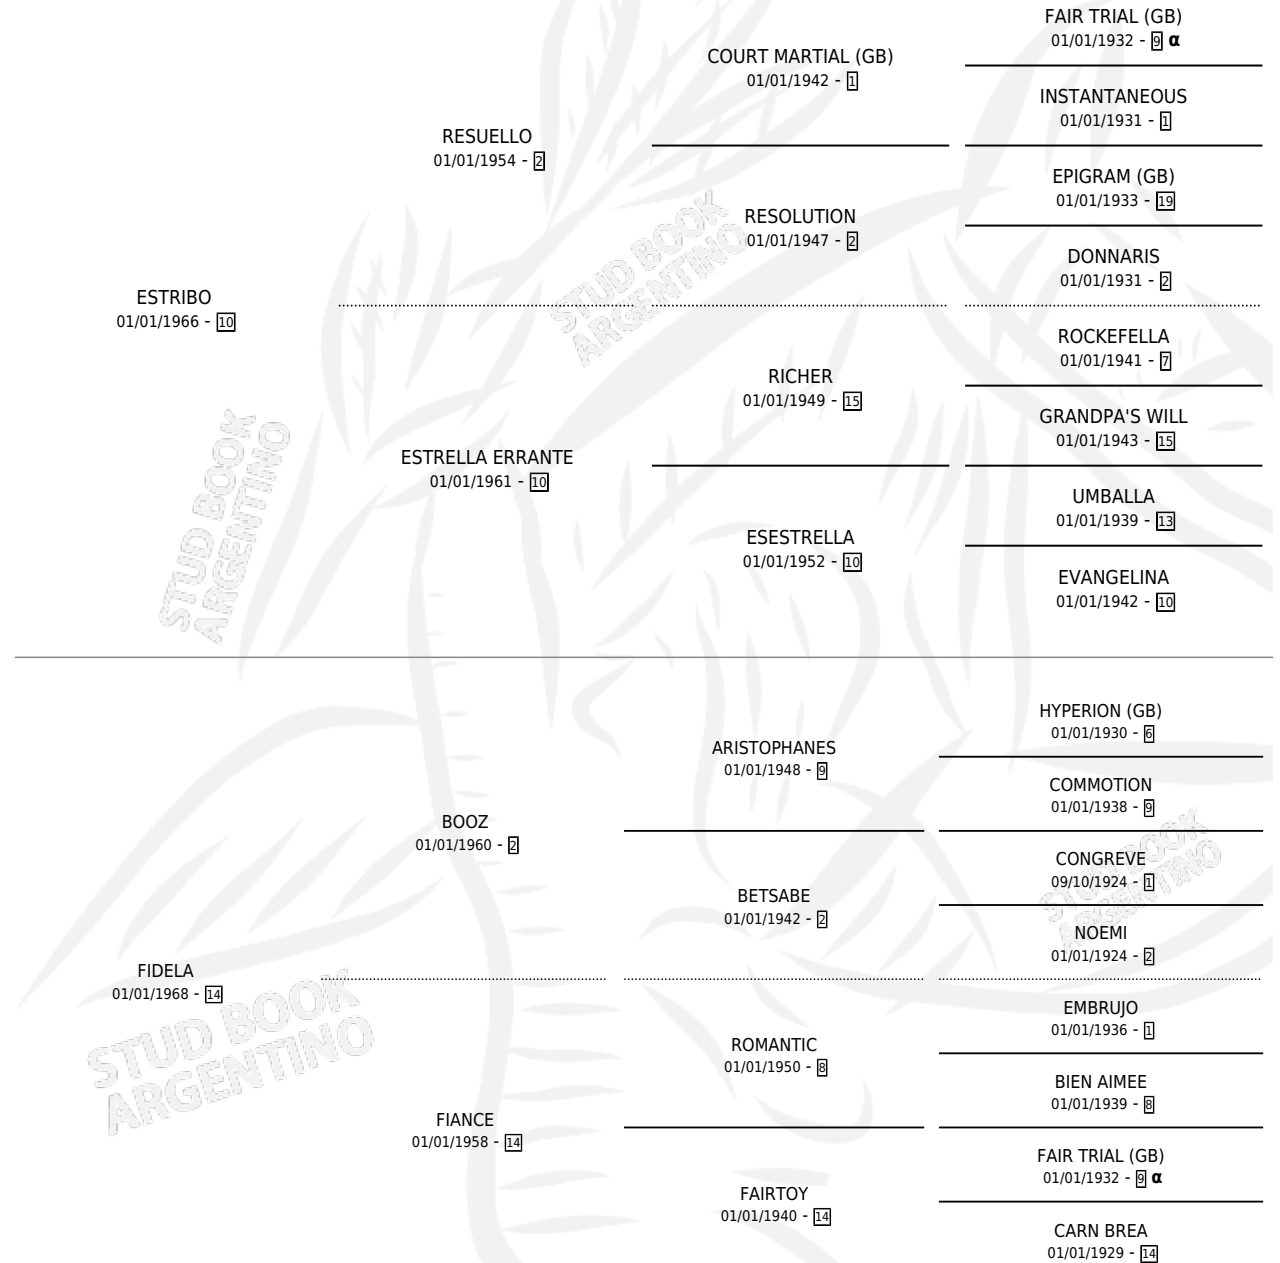 FAIR TRIAL (GB)
01/01/1932 - 9 α
COURT MARTIAL (GB)
01/01/1942 - 1
INSTANTANEOUS
01/01/1931 - 1
RESUELLO
01/01/1954 - 2
EPIGRAM (GB)
01/01/1933 - 19
RESOLUTION
01/01/1947 - 2
DONNARIS
01/01/1931 - 2
ESTRIBO
01/01/1966 - 10
ROCKEFELLA
01/01/1941 - 7
RICHER
01/01/1949 - 15
GRANDPA'S WILL
01/01/1943 - 15
ESTRELLA ERRANTE
01/01/1961 - 10
UMBALLA
01/01/1939 - 13
ESESTRELLA
01/01/1952 - 10
EVANGELINA
01/01/1942 - 10
HYPERION (GB)
01/01/1930 - 6
ARISTOPHANES
01/01/1948 - 9
COMMOTION
01/01/1938 - 9
BOOZ
01/01/1960 - 2
CONGREVE
09/10/1924 - 1
BETSABE
01/01/1942 - 2
NOEMI
01/01/1924 - 2
FIDELA
01/01/1968 - 14
EMBRUJO
01/01/1936 - 1
ROMANTIC
01/01/1950 - 8
BIEN AIMEE
01/01/1939 - 8
FIANCE
01/01/1958 - 14
FAIR TRIAL (GB)
01/01/1932 - 9 α
FAIRTOY
01/01/1940 - 14
CARN BREA
01/01/1929 - 14
STUD BOOK
ARGENTINO
STUD BOOK
ARGENTINO
STUD BOOK
ARGENTINO
STUD BOOK
ARGENTINO